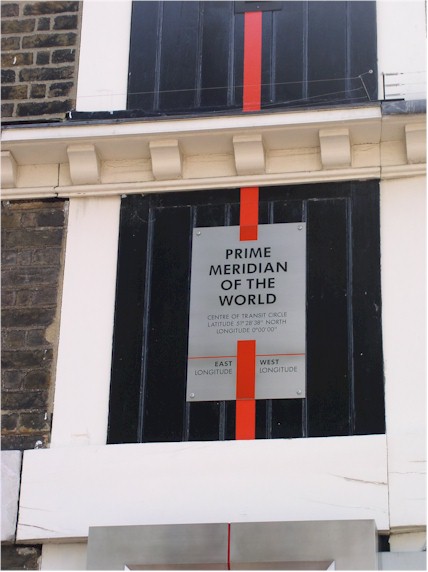 PRIME
MERIDIAN
OF THE
WORLD
CENTRE OF TRANSIT CIRCLE
LATITUDE 51°28'38" NORTH
LONGITUDE 0°00'00"
EAST
LONGITUDE
WEST
LONGITUDE